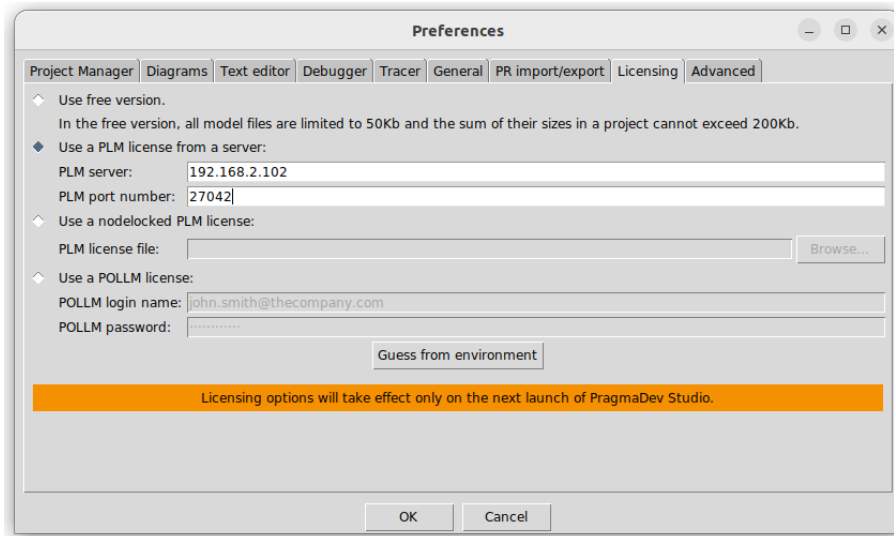 Preferences
Project Manager Diagrams Text editor Debugger Tracer General PR import/export Licensing Advanced
Use free version.
In the free version, all model files are limited to 50Kb and the sum of their sizes in a project cannot exceed 200Kb.
Use a PLM license from a server:
PLM server: 192.168.2.102
PLM port number: 27042
Use a nodelocked PLM license:
PLM license file: Browse...
Use a POLLM license:
POLLM login name: john.smith@thecompany.com
POLLM password: ············
Guess from environment
Licensing options will take effect only on the next launch of PragmaDev Studio.
OK Cancel